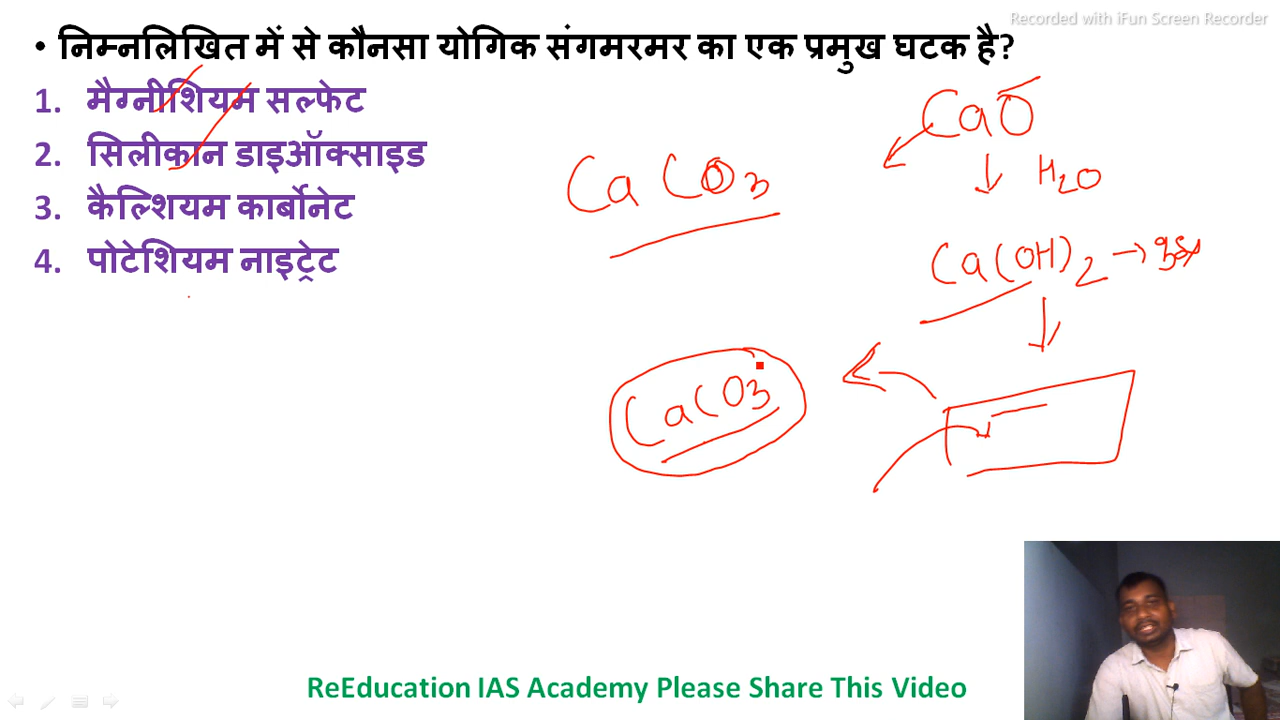 Recorded with iFun Screen Recorder
• निम्नलिखित में से कौनसा योगिक संगमरमर का एक प्रमुख घटक है?
1. मैग्नीशियम सल्फेट
2. सिलीकान डाइऑक्साइड
3. कैल्शियम कार्बोनेट
4. पोटेशियम नाइट्रेट
CaO
CaCO3
H2O
Ca(OH)2 →
CaCO3
ReEducation IAS Academy Please Share This Video